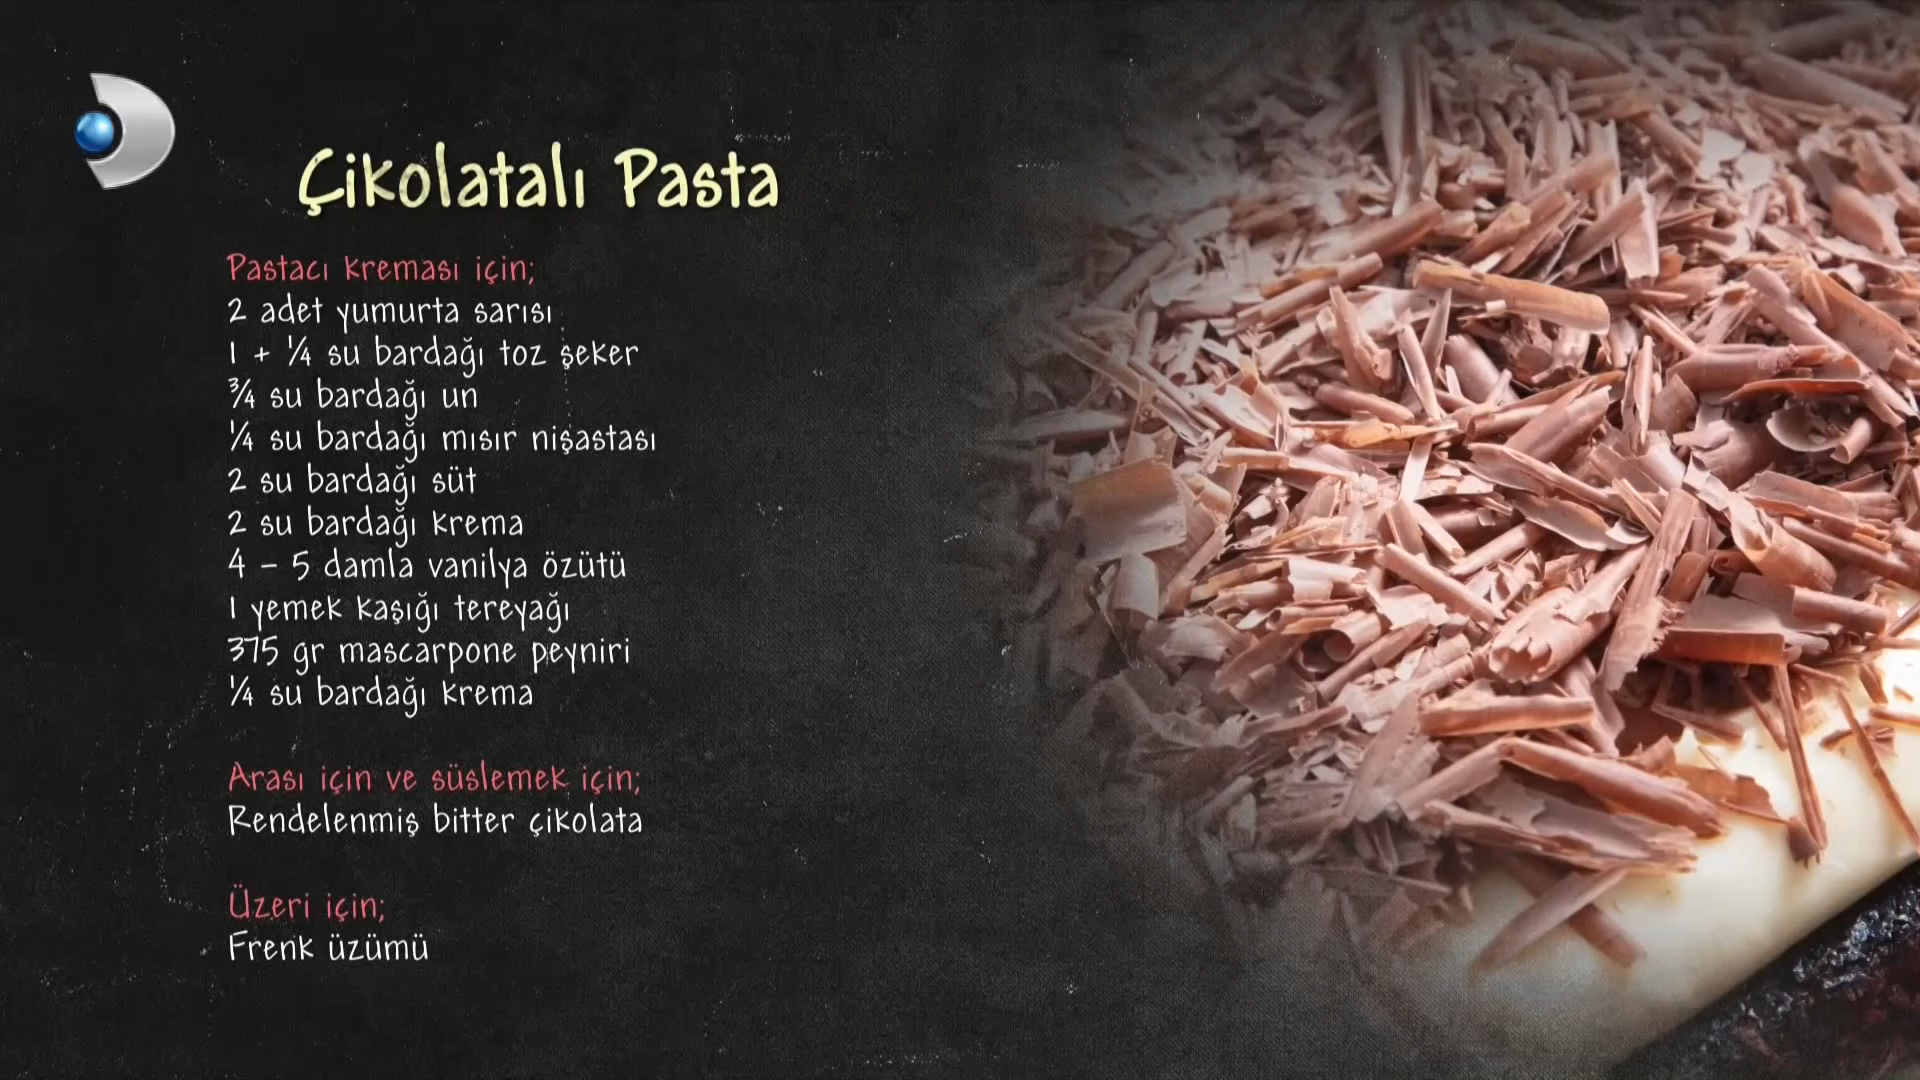 Çikolatalı Pasta
Pastacı kreması için;
2 adet yumurta sarısı
1 + ¼ su bardağı toz şeker
¾ su bardağı un
¼ su bardağı mısır nişastası
2 su bardağı süt
2 su bardağı krema
4 – 5 damla vanilya özütü
1 yemek kaşığı tereyağı
375 gr mascarpone peyniri
¼ su bardağı krema
Arası için ve süslemek için;
Rendelenmiş bitter çikolata
Üzeri için;
Frenk üzümü